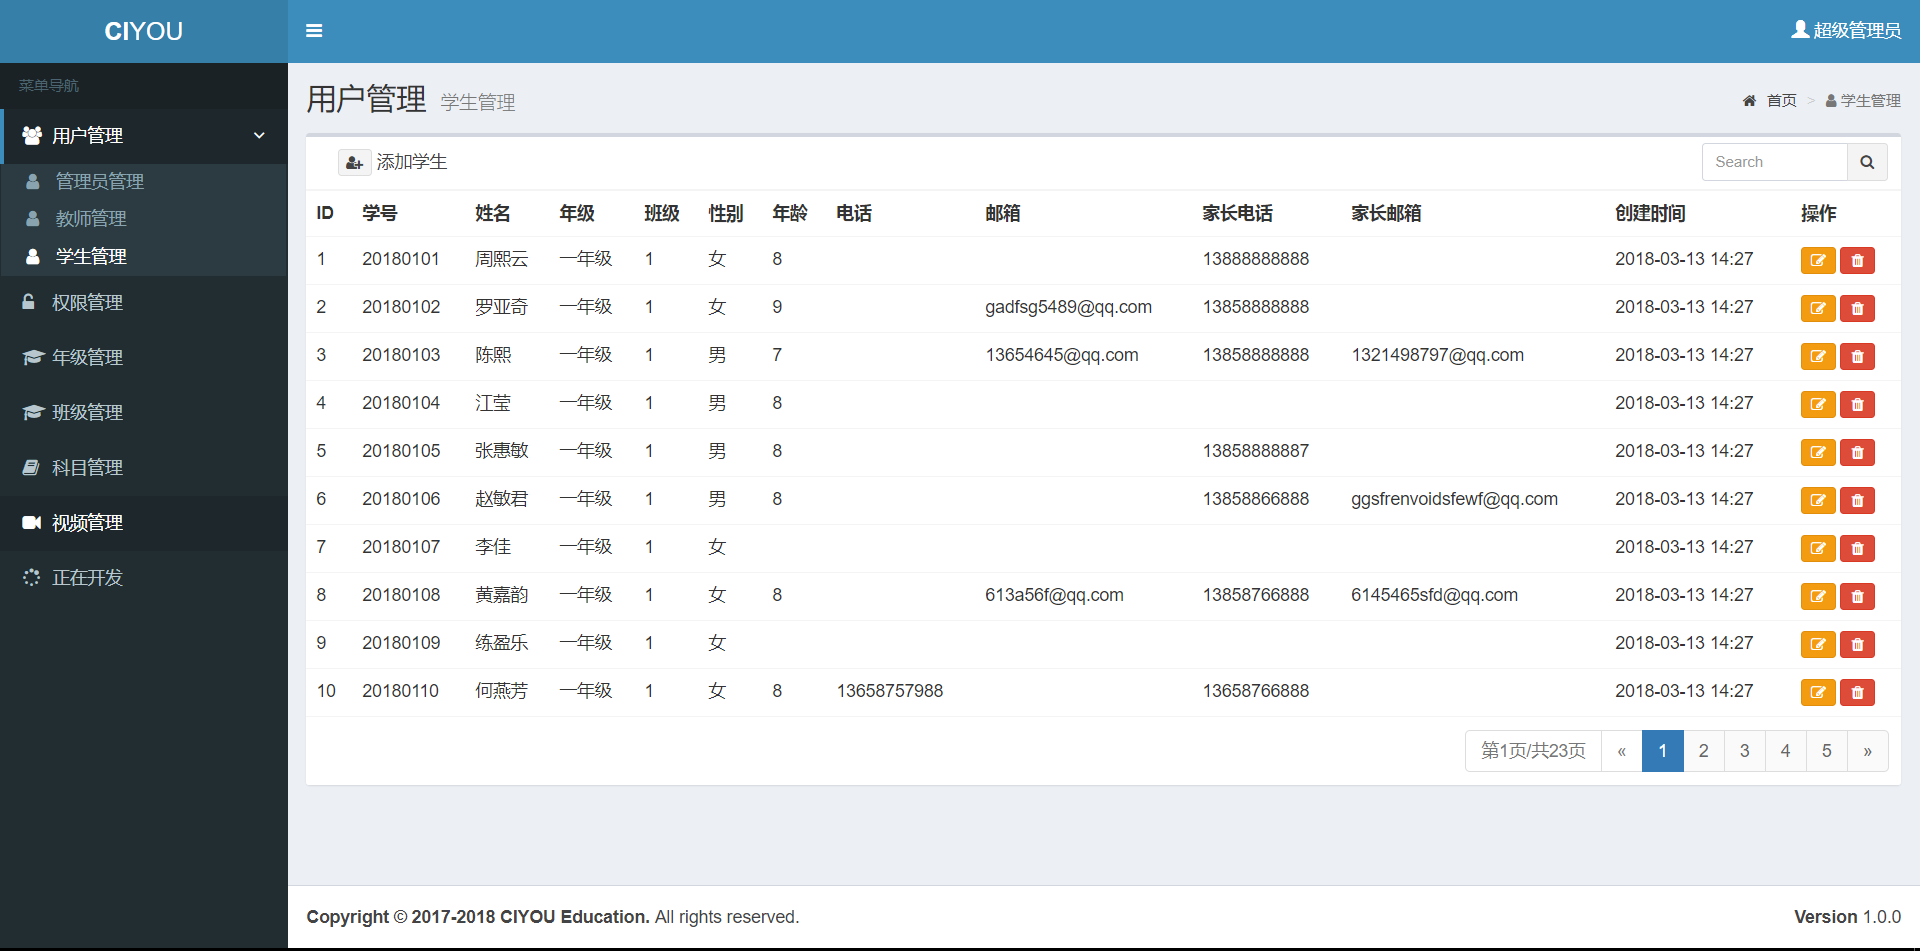 CIYOU
超级管理员
菜单导航
用户管理
管理员管理
教师管理
学生管理
权限管理
年级管理
班级管理
科目管理
视频管理
正在开发
用户管理 学生管理
首页 > 学生管理
添加学生
Search
ID 学号 姓名 年级 班级 性别 年龄 电话 邮箱 家长电话 家长邮箱 创建时间 操作
1 20180101 周熙云 一年级 1 女 8 13888888888 2018-03-13 14:27
2 20180102 罗亚奇 一年级 1 女 9 gadfsg5489@qq.com 13858888888 2018-03-13 14:27
3 20180103 陈熙 一年级 1 男 7 13654645@qq.com 13858888888 1321498797@qq.com 2018-03-13 14:27
4 20180104 江莹 一年级 1 男 8 2018-03-13 14:27
5 20180105 张惠敏 一年级 1 男 8 13858888887 2018-03-13 14:27
6 20180106 赵敏君 一年级 1 男 8 13858866888 ggsfrenvoidsfewf@qq.com 2018-03-13 14:27
7 20180107 李佳 一年级 1 女 2018-03-13 14:27
8 20180108 黄嘉韵 一年级 1 女 8 613a56f@qq.com 13858766888 6145465sfd@qq.com 2018-03-13 14:27
9 20180109 练盈乐 一年级 1 女 2018-03-13 14:27
10 20180110 何燕芳 一年级 1 女 8 13658757988 13658766888 2018-03-13 14:27
第1页/共23页 « 1 2 3 4 5 »
Copyright © 2017-2018 CIYOU Education. All rights reserved.
Version 1.0.0